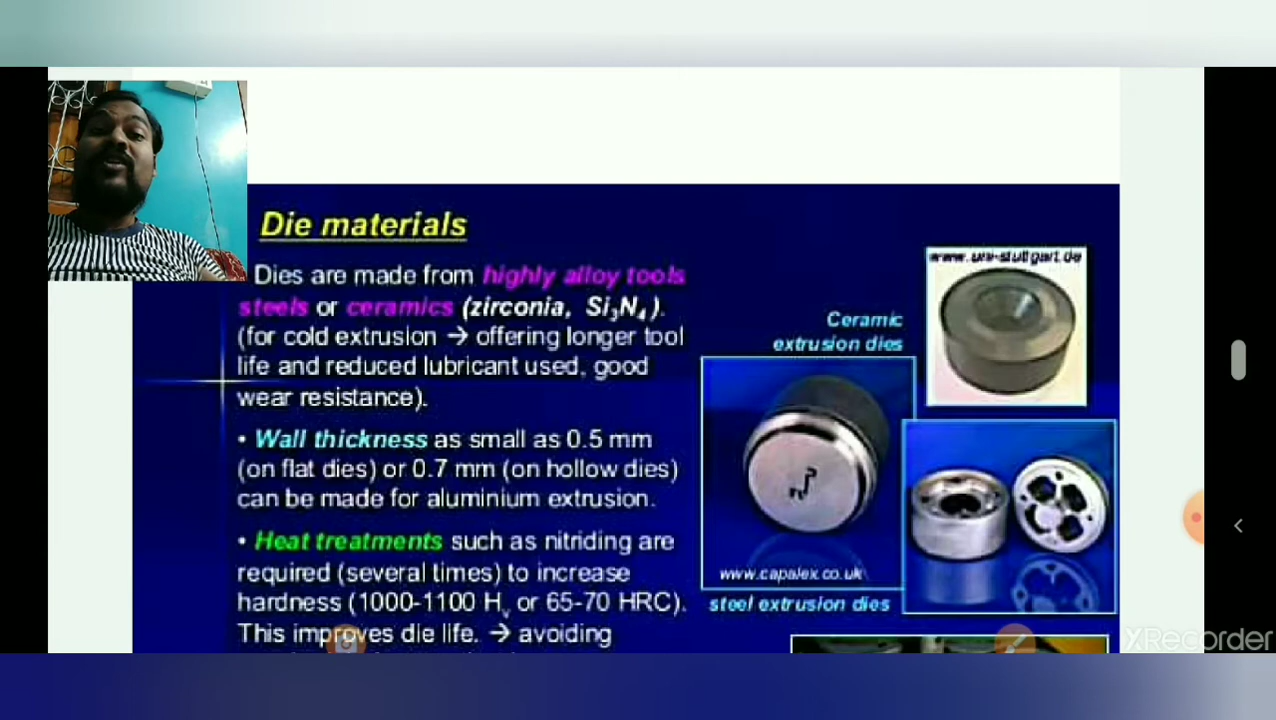 Die materials
Dies are made from highly alloy tools
steels or ceramics (zirconia, Si3N4).
(for cold extrusion → offering longer tool
life and reduced lubricant used, good
wear resistance).
• Wall thickness as small as 0.5 mm
(on flat dies) or 0.7 mm (on hollow dies)
can be made for aluminium extrusion.
• Heat treatments such as nitriding are
required (several times) to increase
hardness (1000-1100 Hv or 65-70 HRC).
This improves die life. → avoiding
www.uni-stuttgart.de
Ceramic
extrusion dies
www.capalex.co.uk
steel extrusion dies
XRecorder